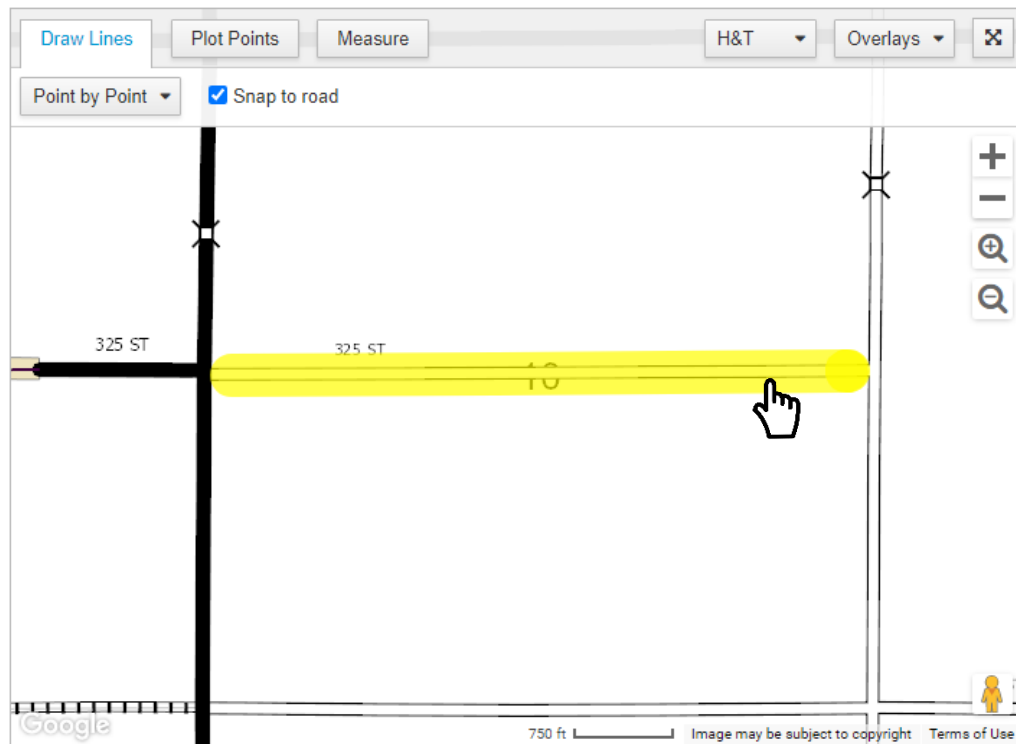 Draw Lines
Plot Points
Measure
H&T
Overlays
Point by Point
Snap to road
325 ST
325 ST
Google
750 ft
Image may be subject to copyright
Terms of Use